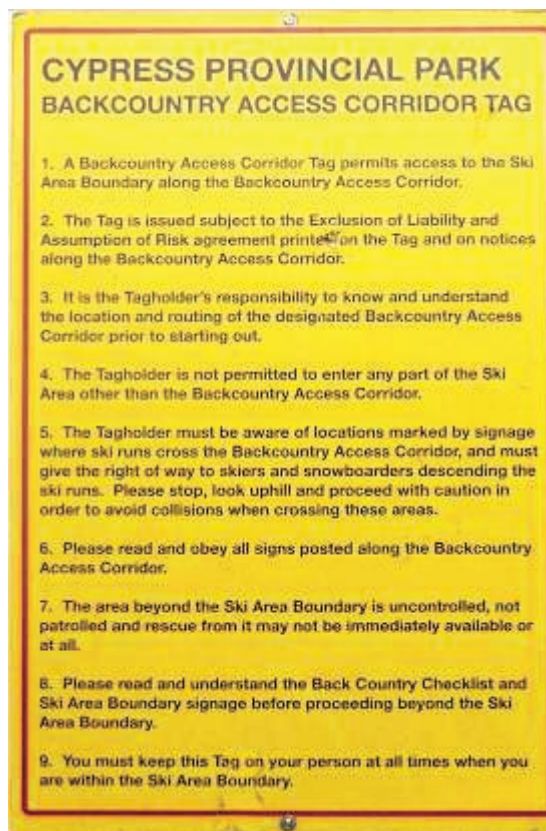 CYPRESS PROVINCIAL PARK
BACKCOUNTRY ACCESS CORRIDOR TAG
1. A Backcountry Access Corridor Tag permits access to the Ski
Area Boundary along the Backcountry Access Corridor.
2. The Tag is issued subject to the Exclusion of Liability and
Assumption of Risk agreement printed on the Tag and on notices
along the Backcountry Access Corridor.
3. It is the Tagholder's responsibility to know and understand
the location and routing of the designated Backcountry Access
Corridor prior to starting out.
4. The Tagholder is not permitted to enter any part of the Ski
Area other than the Backcountry Access Corridor.
5. The Tagholder must be aware of locations marked by signage
where ski runs cross the Backcountry Access Corridor, and must
give the right of way to skiers and snowboarders descending the
ski runs. Please stop, look uphill and proceed with caution in
order to avoid collisions when crossing these areas.
6. Please read and obey all signs posted along the Backcountry
Access Corridor.
7. The area beyond the Ski Area Boundary is uncontrolled, not
patrolled and rescue from it may not be immediately available or
at all.
8. Please read and understand the Back Country Checklist and
Ski Area Boundary signage before proceeding beyond the Ski
Area Boundary.
9. You must keep this Tag on your person at all times when you
are within the Ski Area Boundary.